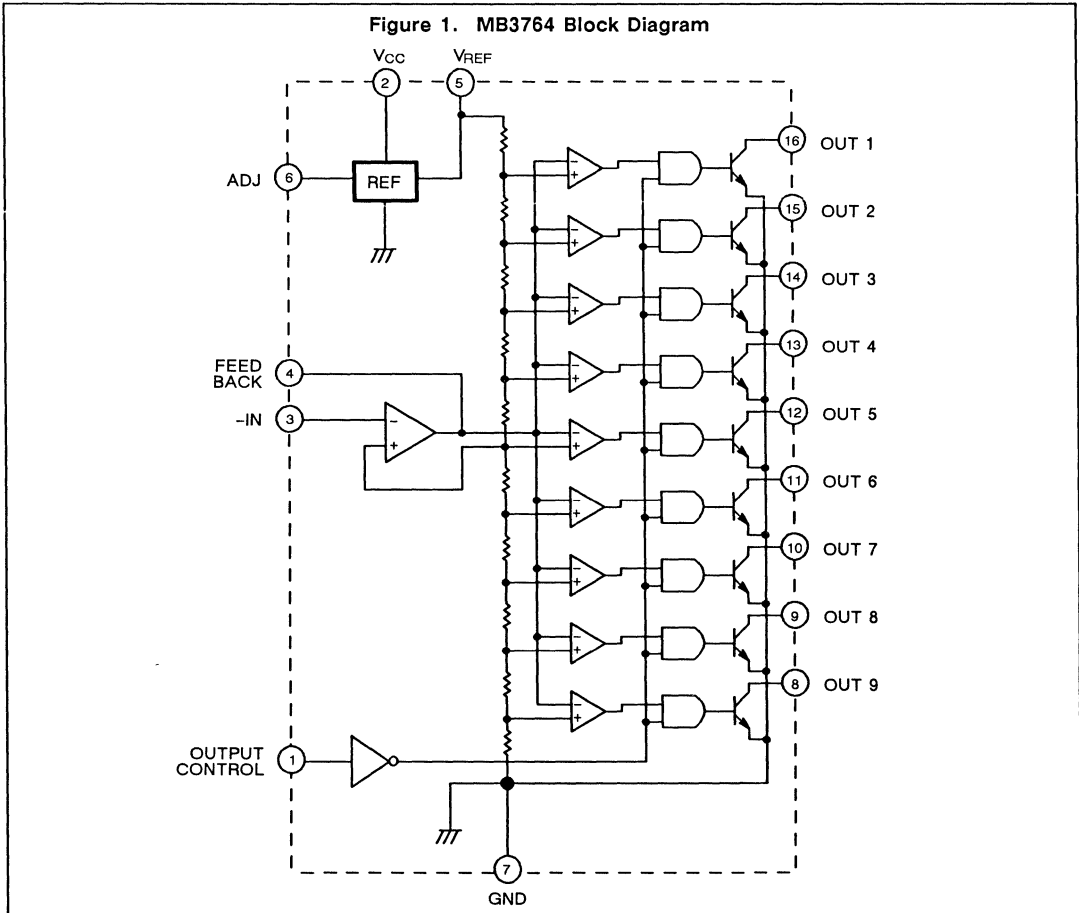 Figure 1. MB3764 Block Diagram
VCC
VREF
2
5
16
OUT 1
ADJ
6
REF
15
OUT 2
14
OUT 3
13
OUT 4
FEED
BACK
4
-IN
3
12
OUT 5
11
OUT 6
10
OUT 7
9
OUT 8
8
OUT 9
OUTPUT
CONTROL
1
7
GND
- +
- +
- +
- +
- +
- +
- +
- +
- +
- +